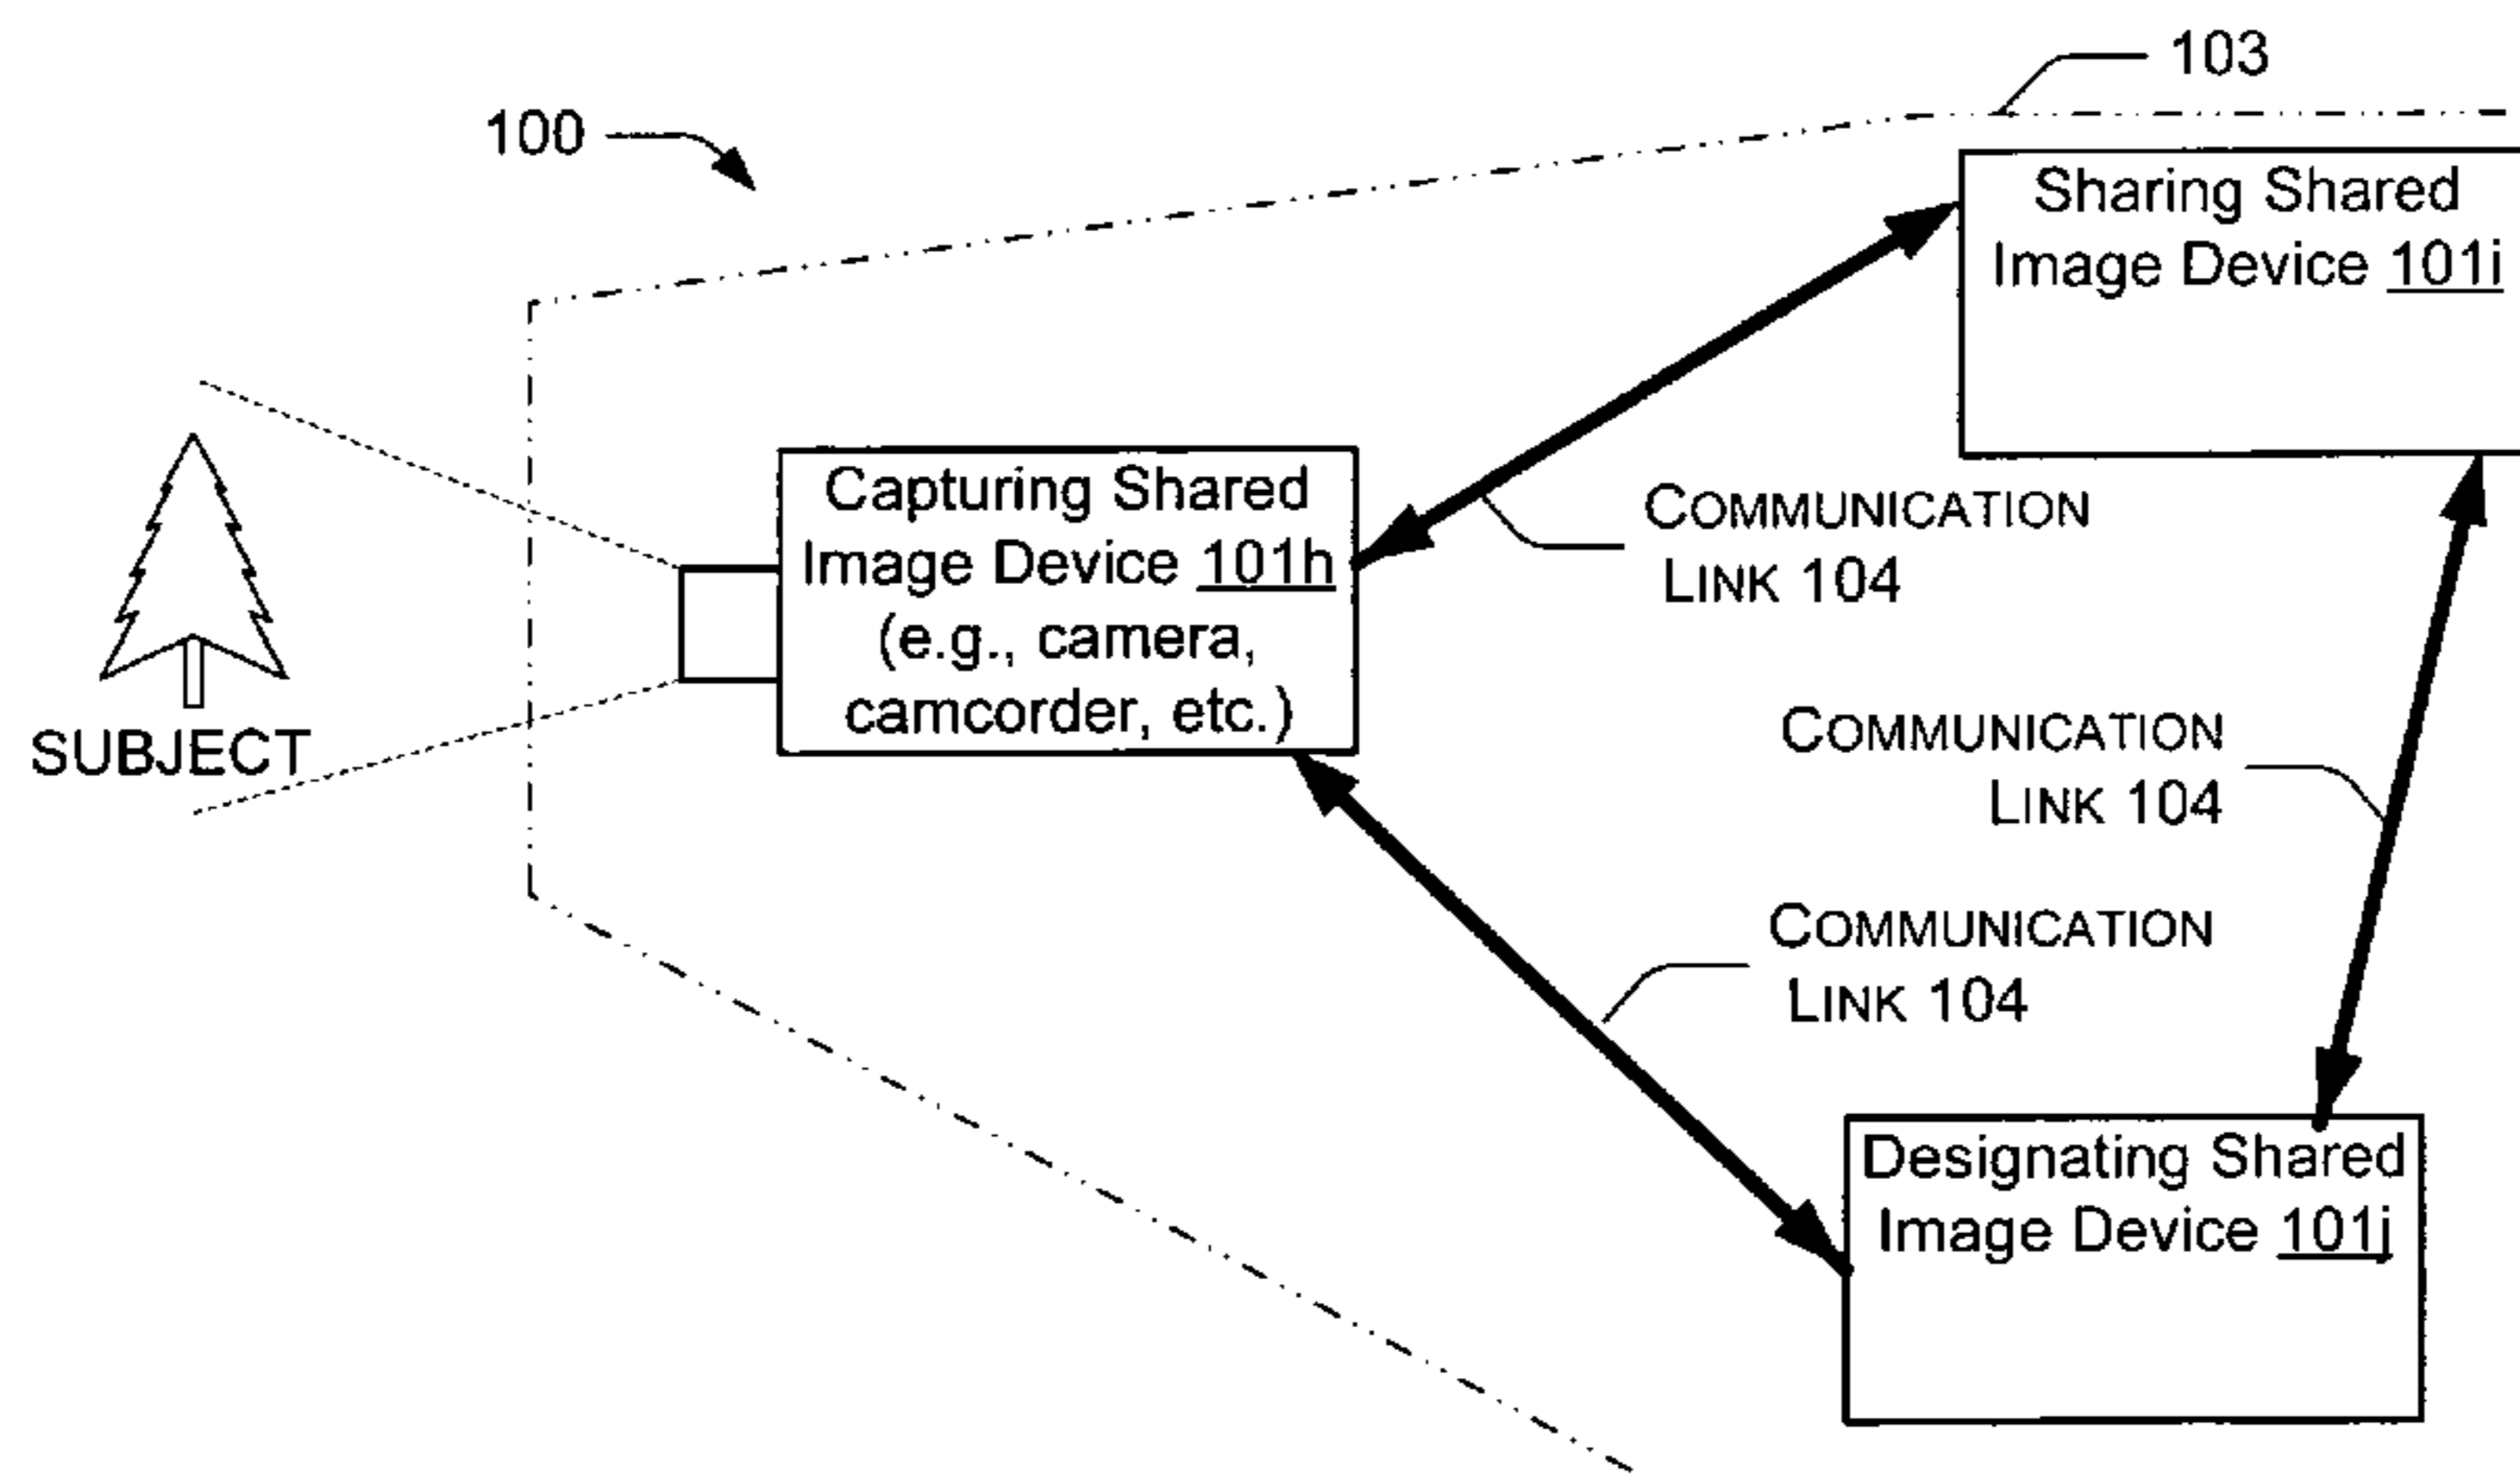 103
100
Sharing Shared
Image Device 101i
Capturing Shared
Image Device 101h
(e.g., camera,
camcorder, etc.)
COMMUNICATION
LINK 104
SUBJECT
COMMUNICATION
LINK 104
COMMUNICATION
LINK 104
Designating Shared
Image Device 101j